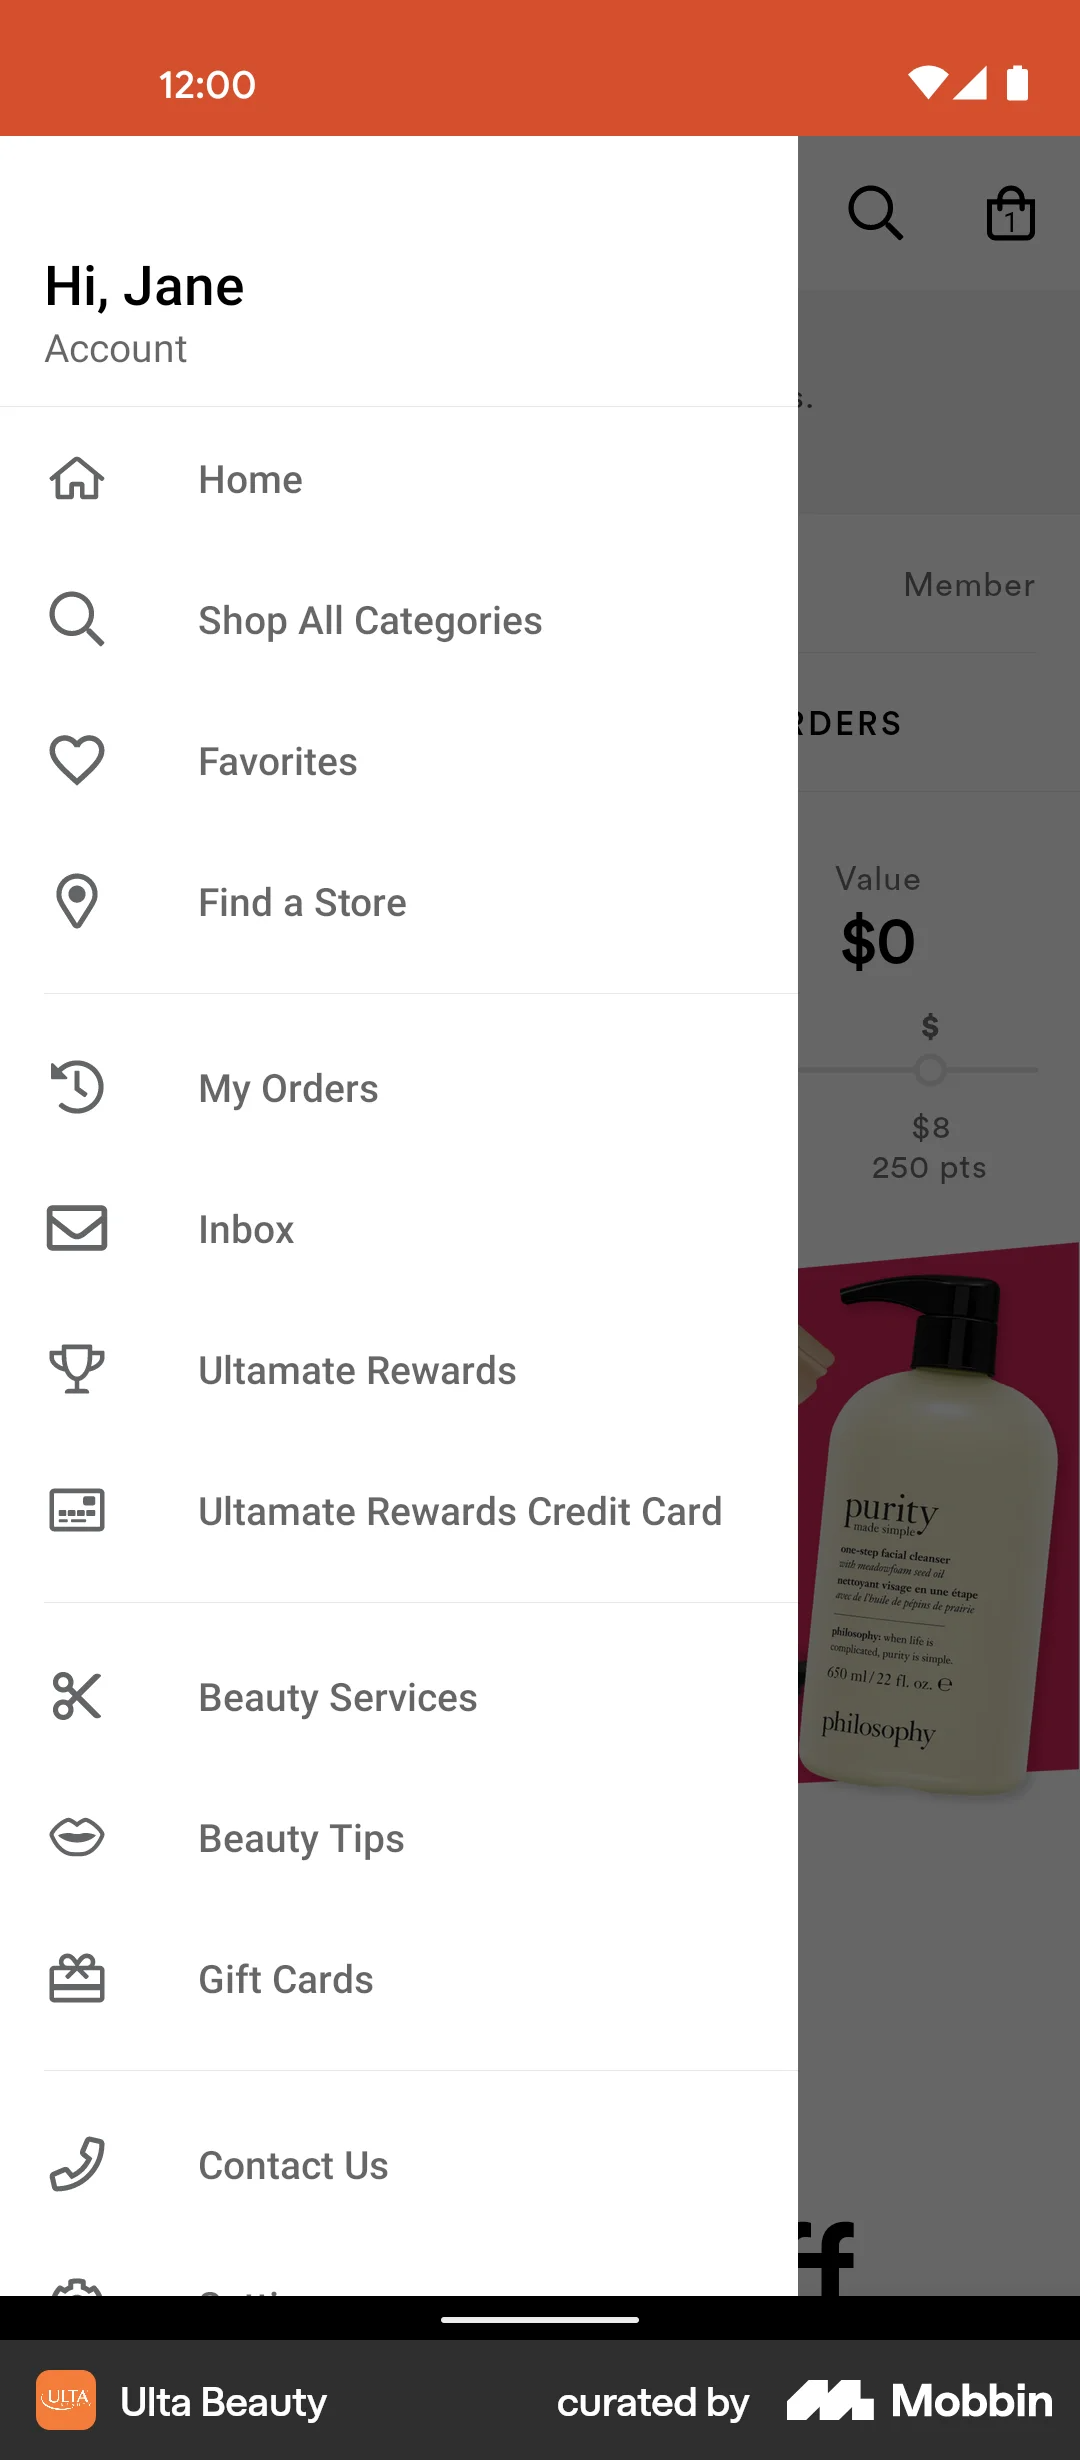 12:00
1
Hi, Jane
Account
s.
Home
Member
Shop All Categories
RDERS
Favorites
Value
Find a Store
$0
$
My Orders
$8
250 pts
Inbox
Ultamate Rewards
Ultamate Rewards Credit Card
purity
made simple
one-step facial cleanser
with meadowfoam seed oil
nettoyant visage en une étape
avec de l'huile de pépins de prairie
philosophy: when life is
complicated, purity is simple.
650 ml / 22 fl. oz. ℮
philosophy
Beauty Services
Beauty Tips
Gift Cards
Contact Us
ff
ULTA
Ulta Beauty
curated by
Mobbin